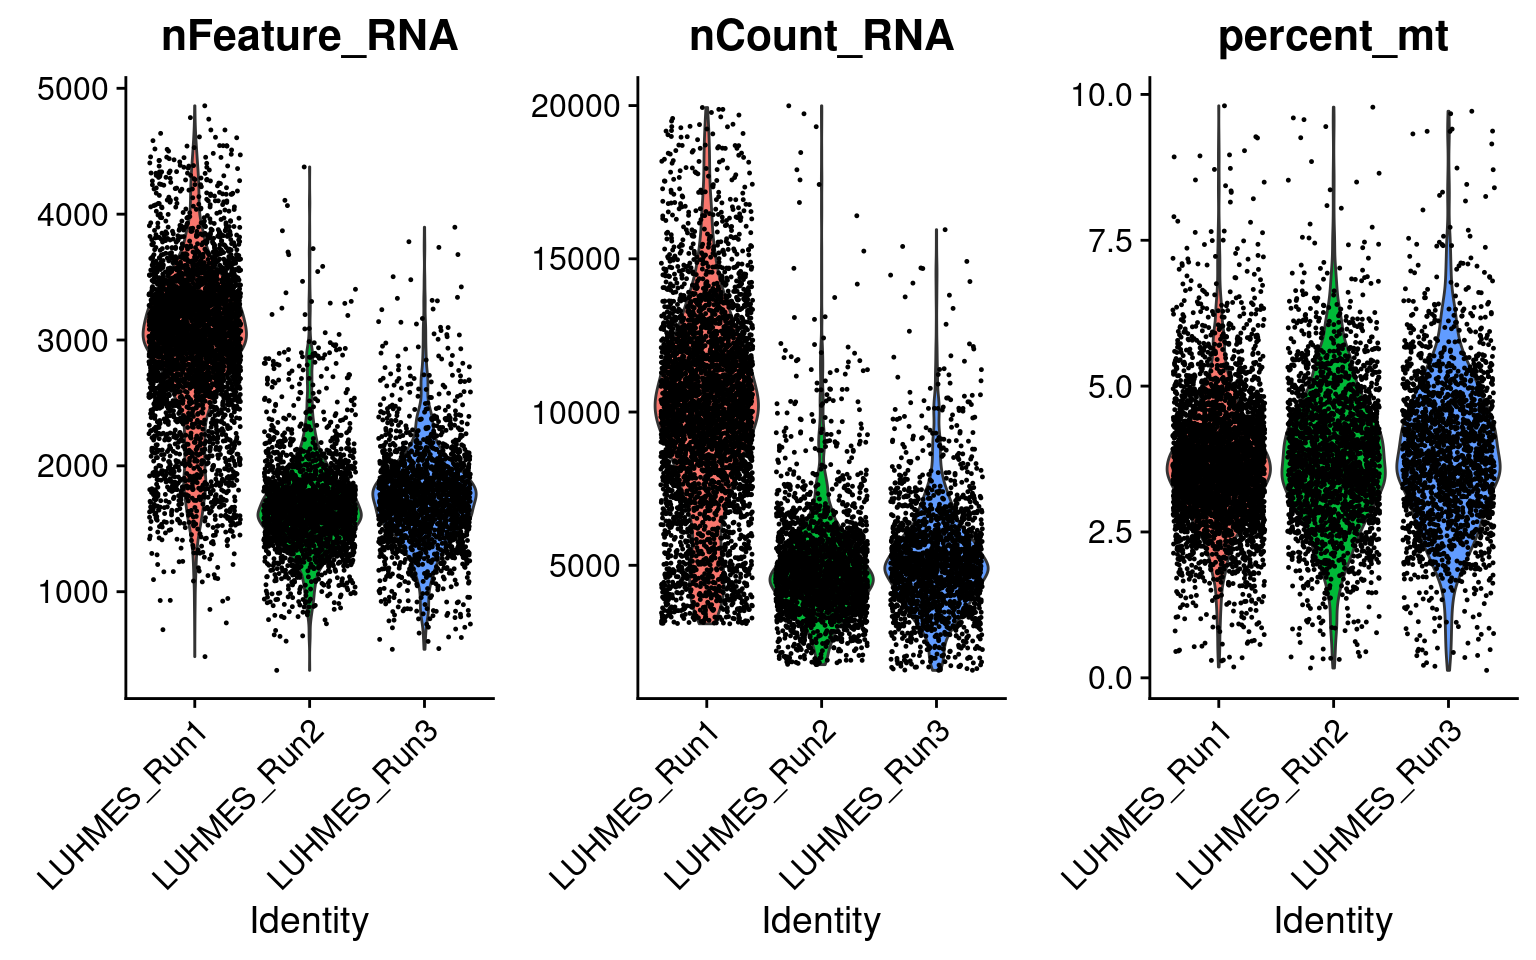 nFeature_RNA
5000
4000
3000
2000
1000
LUHMES_Run1
LUHMES_Run2
LUHMES_Run3
Identity
nCount_RNA
20000
15000
10000
5000
LUHMES_Run1
LUHMES_Run2
LUHMES_Run3
Identity
percent_mt
10.0
7.5
5.0
2.5
0.0
LUHMES_Run1
LUHMES_Run2
LUHMES_Run3
Identity